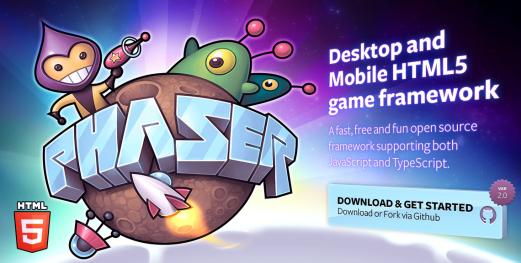 PHASER
Desktop and
Mobile HTML5
game framework
A fast, free and fun open source
framework supporting both
JavaScript and TypeScript.
DOWNLOAD & GET STARTED
Download or Fork via Github
VER
2.0
HTML
5